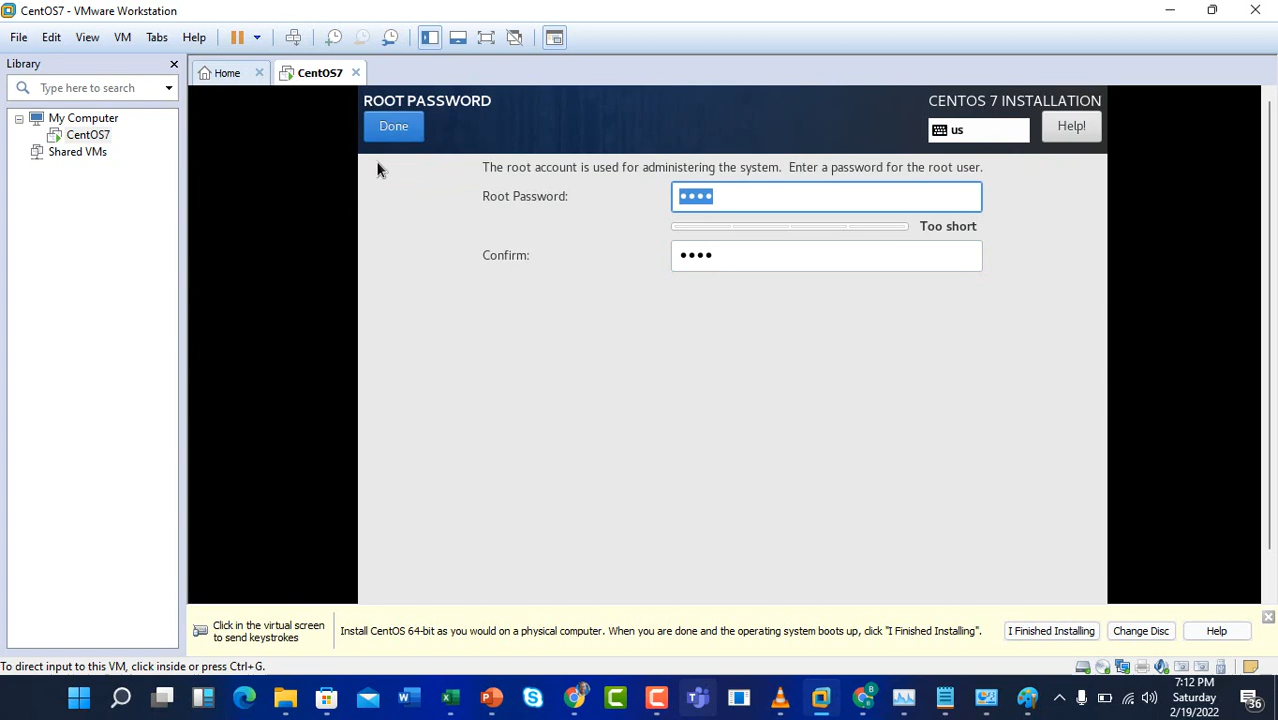 CentOS7 - VMware Workstation
File Edit View VM Tabs Help
Library
Type here to search
Home
CentOS7
My Computer
CentOS7
Shared VMs
ROOT PASSWORD
CENTOS 7 INSTALLATION
Done
us
Help!
The root account is used for administering the system. Enter a password for the root user.
Root Password:
••••
Too short
Confirm:
••••
Click in the virtual screen
to send keystrokes
Install CentOS 64-bit as you would on a physical computer. When you are done and the operating system boots up, click "I Finished Installing".
I Finished Installing
Change Disc
Help
To direct input to this VM, click inside or press Ctrl+G.
7:12 PM
Saturday
2/19/2022
36